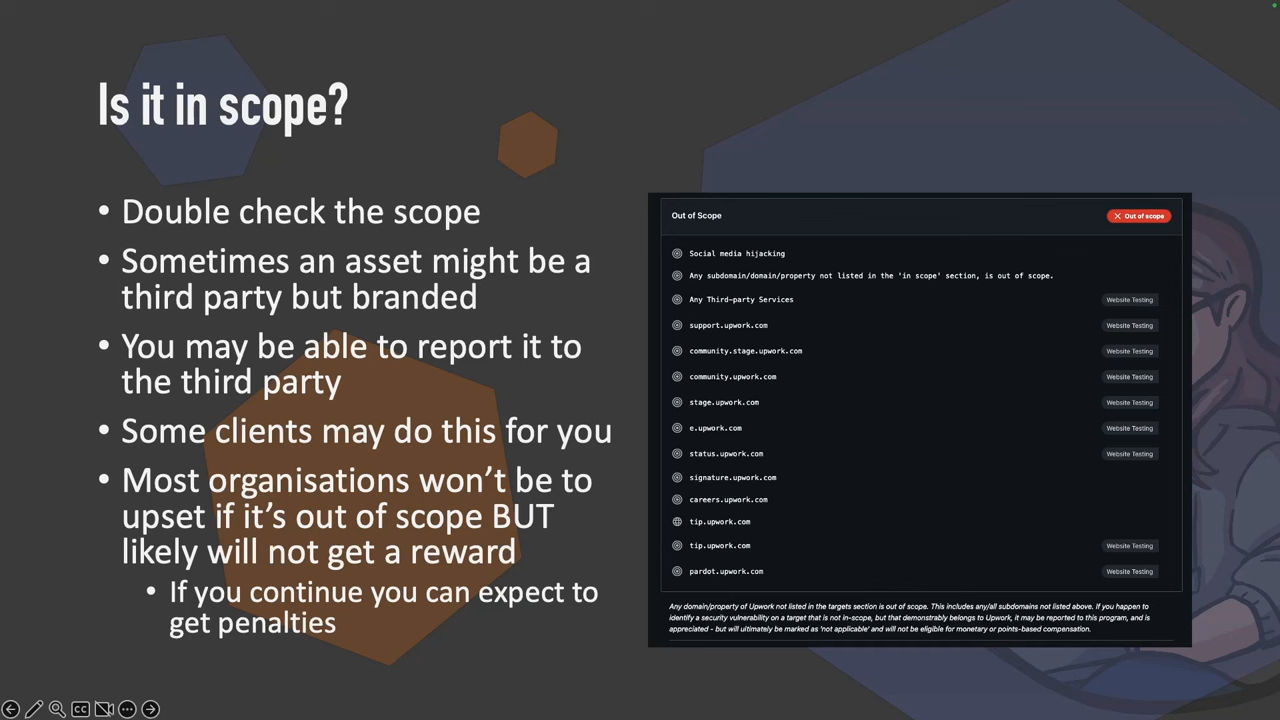 Is it in scope?
• Double check the scope
• Sometimes an asset might be a
third party but branded
• You may be able to report it to
the third party
• Some clients may do this for you
• Most organisations won't be to
upset if it's out of scope BUT
likely will not get a reward
• If you continue you can expect to
get penalties
Out of Scope
Out of scope
Social media hijacking
Any subdomain/domain/property not listed in the 'in scope' section, is out of scope.
Any Third-party Services Website Testing
support.upwork.com Website Testing
community.stage.upwork.com Website Testing
community.upwork.com Website Testing
stage.upwork.com Website Testing
e.upwork.com Website Testing
status.upwork.com Website Testing
signature.upwork.com
careers.upwork.com
tip.upwork.com
tip.upwork.com Website Testing
pardot.upwork.com Website Testing
Any domain/property of Upwork not listed in the targets section is out of scope. This includes any/all subdomains not listed above. If you happen to
identify a security vulnerability on a target that is not in-scope, but that demonstrably belongs to Upwork, it may be reported to this program, and is
appreciated - but will ultimately be marked as 'not applicable' and will not be eligible for monetary or points-based compensation.
CC